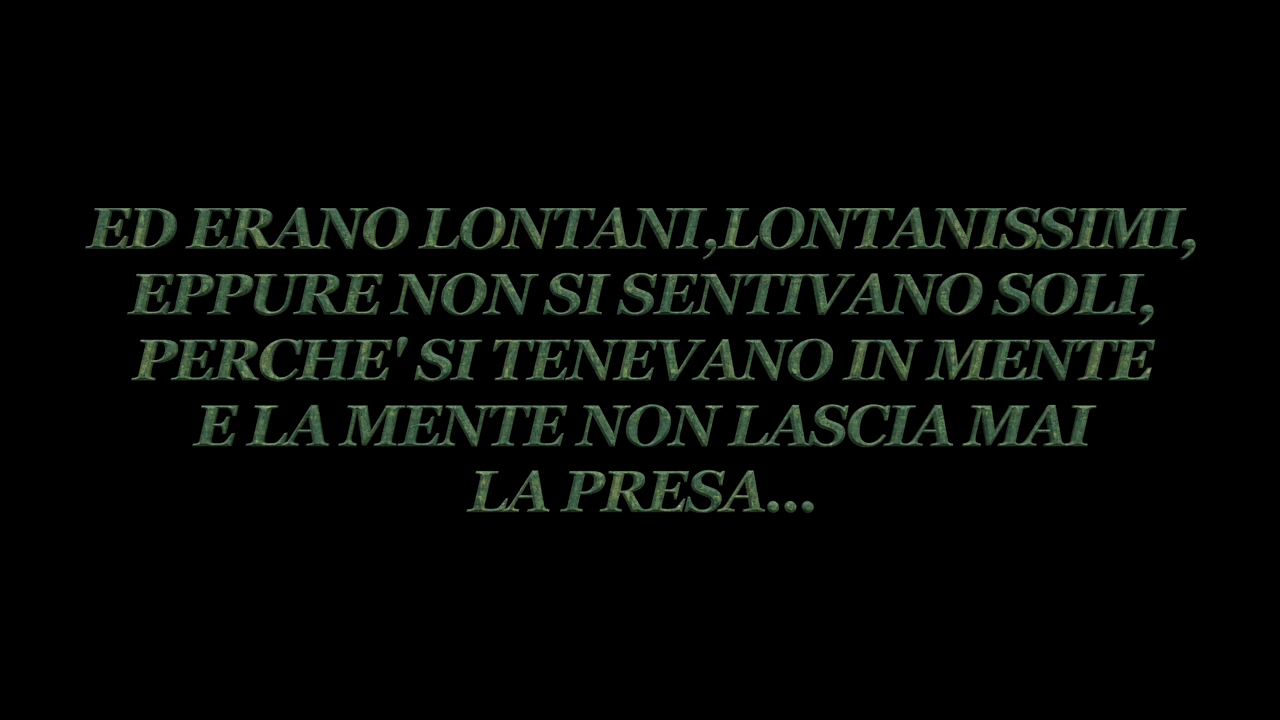 ED ERANO LONTANI,LONTANISSIMI,
EPPURE NON SI SENTIVANO SOLI,
PERCHE' SI TENEVANO IN MENTE
E LA MENTE NON LASCIA MAI
LA PRESA...